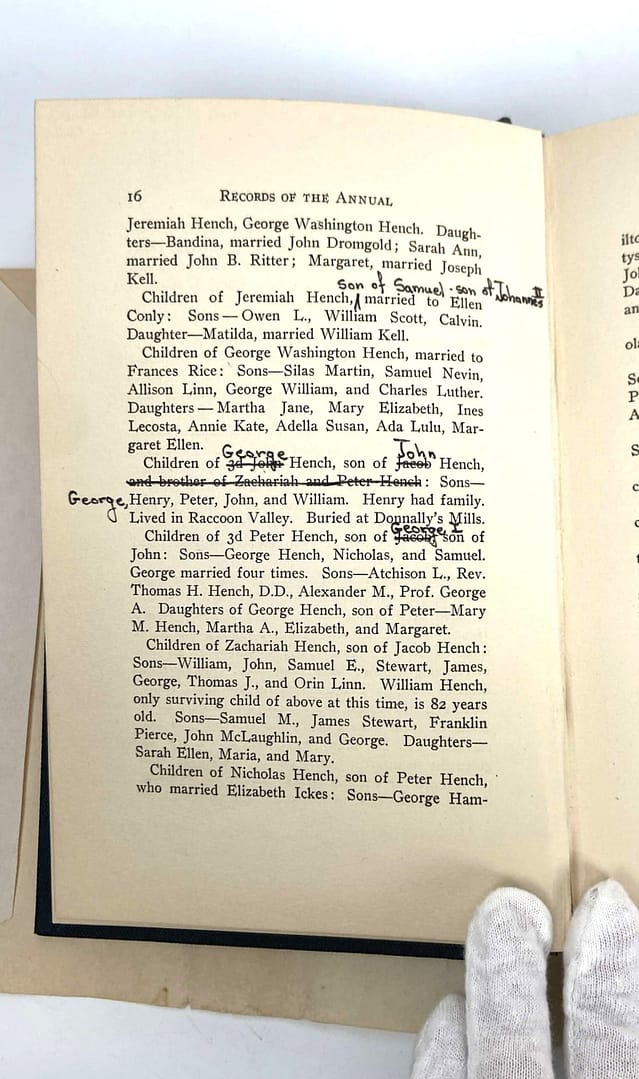 16 RECORDS OF THE ANNUAL
Jeremiah Hench, George Washington Hench. Daugh-
ters—Bandina, married John Dromgold; Sarah Ann,
married John B. Ritter; Margaret, married Joseph
Kell.
son of Samuel - son of Johannes II
Children of Jeremiah Hench, married to Ellen
Conly: Sons—Owen L., William Scott, Calvin.
Daughter—Matilda, married William Kell.
Children of George Washington Hench, married to
Frances Rice: Sons—Silas Martin, Samuel Nevin,
Allison Linn, George William, and Charles Luther.
Daughters—Martha Jane, Mary Elizabeth, Ines
Lecosta, Annie Kate, Adella Susan, Ada Lulu, Mar-
garet Ellen.
George John
Children of 3d John Hench, son of Jacob Hench,
and brother of Zachariah and Peter Hench: Sons—
George, Henry, Peter, John, and William. Henry had family.
Lived in Raccoon Valley. Buried at Donnally's Mills.
George I
Children of 3d Peter Hench, son of Jacob, son of
John: Sons—George Hench, Nicholas, and Samuel.
George married four times. Sons—Atchison L., Rev.
Thomas H. Hench, D.D., Alexander M., Prof. George
A. Daughters of George Hench, son of Peter—Mary
M. Hench, Martha A., Elizabeth, and Margaret.
Children of Zachariah Hench, son of Jacob Hench:
Sons—William, John, Samuel E., Stewart, James,
George, Thomas J., and Orin Linn. William Hench,
only surviving child of above at this time, is 82 years
old. Sons—Samuel M., James Stewart, Franklin
Pierce, John McLaughlin, and George. Daughters—
Sarah Ellen, Maria, and Mary.
Children of Nicholas Hench, son of Peter Hench,
who married Elizabeth Ickes: Sons—George Ham-